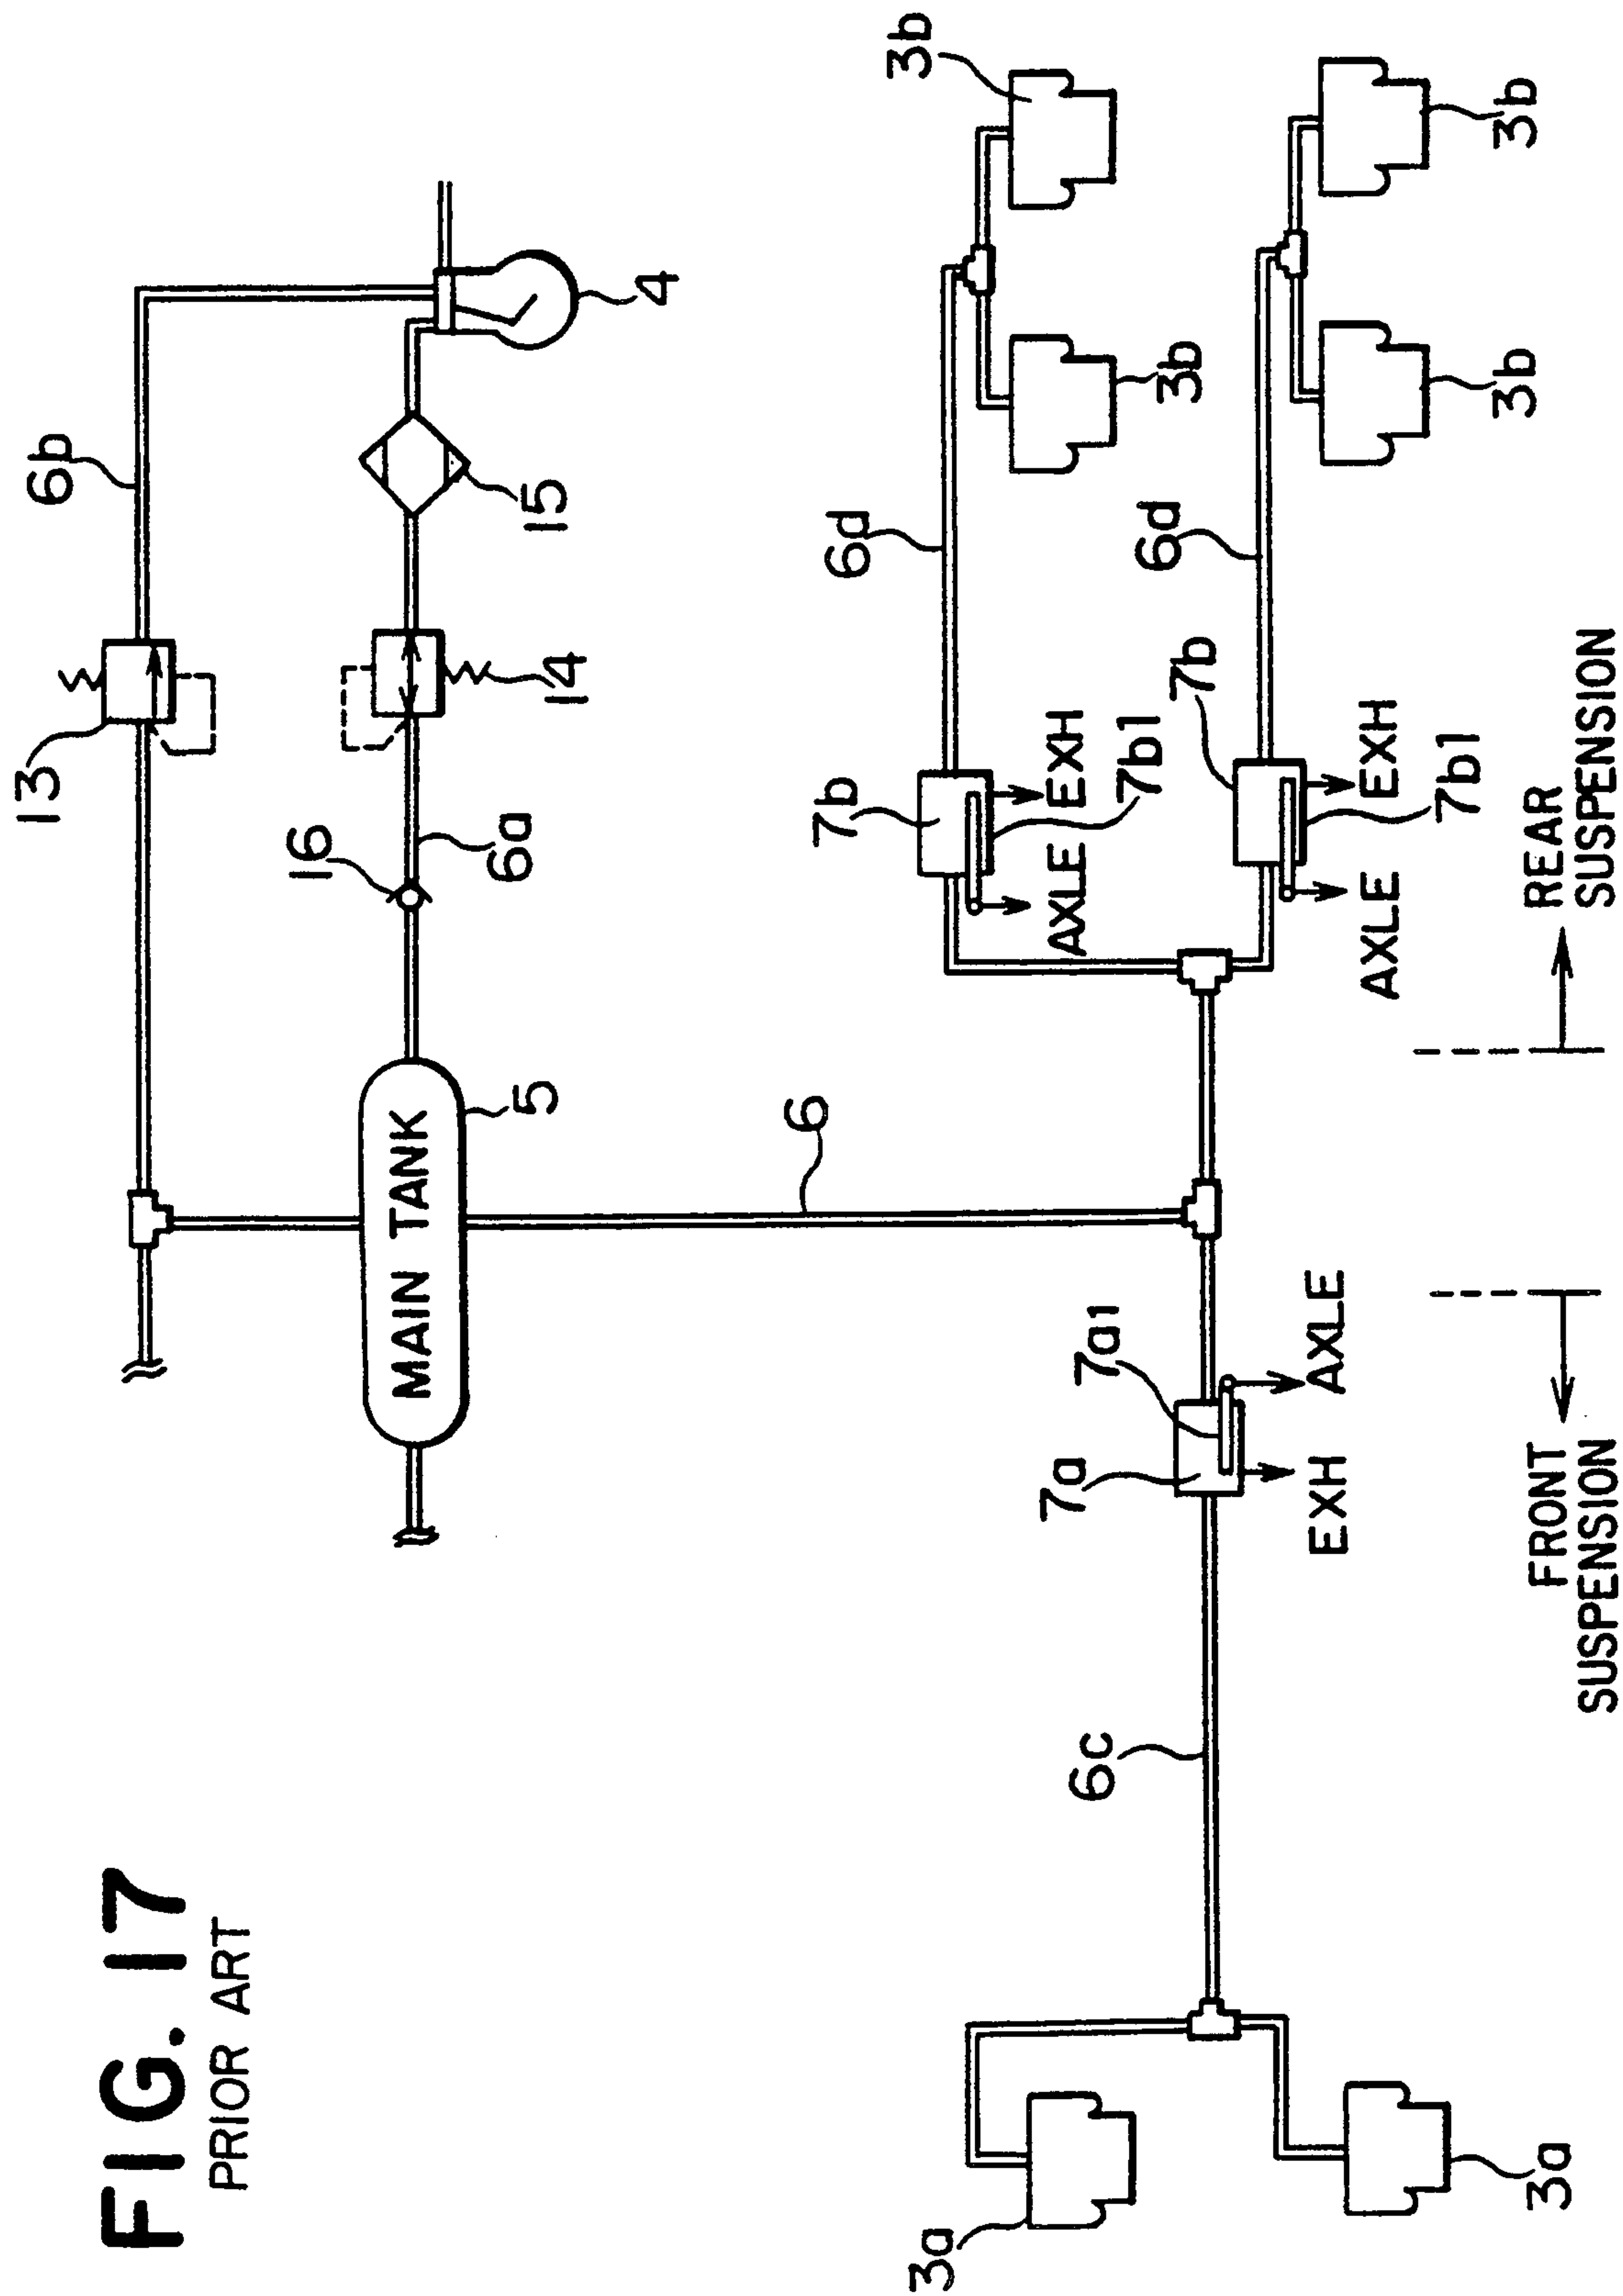 FIG. 17
PRIOR ART
13
6b
16
6a
14
15
4
MAIN TANK
5
6
7b
AXLE
EXH
7b1
6d
3b
3b
7b
AXLE
EXH
7b1
6d
3b
3b
3a
3a
6c
7a
7a1
EXH
AXLE
FRONT
SUSPENSION
REAR
SUSPENSION